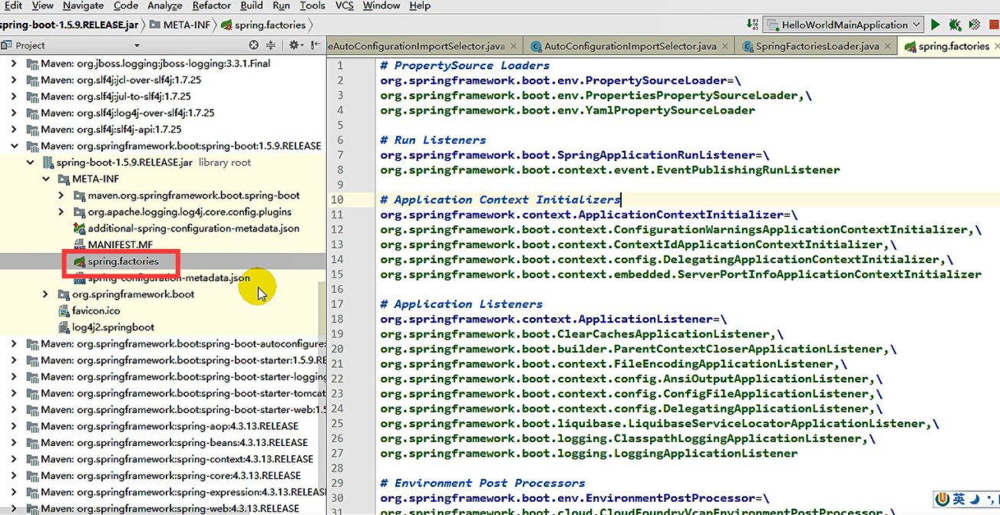 Edit View Navigate Code Analyze Refactor Build Run Tools VCS Window Help
spring-boot-1.5.9.RELEASE.jar META-INF spring.factories
HelloWorldMainApplication
Project
eAutoConfigurationImportSelector.java AutoConfigurationImportSelector.java SpringFactoriesLoader.java spring.factories
Maven: org.jboss.logging:jboss-logging:3.3.1.Final
Maven: org.slf4j:jcl-over-slf4j:1.7.25
Maven: org.slf4j:jul-to-slf4j:1.7.25
Maven: org.slf4j:log4j-over-slf4j:1.7.25
Maven: org.slf4j:slf4j-api:1.7.25
Maven: org.springframework.boot:spring-boot:1.5.9.RELEASE
spring-boot-1.5.9.RELEASE.jar library root
META-INF
maven.org.springframework.boot.spring-boot
org.apache.logging.log4j.core.config.plugins
additional-spring-configuration-metadata.json
MANIFEST.MF
spring.factories
spring-configuration-metadata.json
org.springframework.boot
favicon.ico
log4j2.springboot
Maven: org.springframework.boot:spring-boot-autoconfigure:
Maven: org.springframework.boot:spring-boot-starter:1.5.9.RE
Maven: org.springframework.boot:spring-boot-starter-logging
Maven: org.springframework.boot:spring-boot-starter-tomcat
Maven: org.springframework.boot:spring-boot-starter-web:1.5
Maven: org.springframework:spring-aop:4.3.13.RELEASE
Maven: org.springframework:spring-beans:4.3.13.RELEASE
Maven: org.springframework:spring-context:4.3.13.RELEASE
Maven: org.springframework:spring-core:4.3.13.RELEASE
Maven: org.springframework:spring-expression:4.3.13.RELEASE
Maven: org.springframework:spring-web:4.3.13.RELEASE
1 # PropertySource Loaders
2 org.springframework.boot.env.PropertySourceLoader=\
3 org.springframework.boot.env.PropertiesPropertySourceLoader,\
4 org.springframework.boot.env.YamlPropertySourceLoader
5
6 # Run Listeners
7 org.springframework.boot.SpringApplicationRunListener=\
8 org.springframework.boot.context.event.EventPublishingRunListener
9
10 # Application Context Initializers
11 org.springframework.context.ApplicationContextInitializer=\
12 org.springframework.boot.context.ConfigurationWarningsApplicationContextInitializer,\
13 org.springframework.boot.context.ContextIdApplicationContextInitializer,\
14 org.springframework.boot.context.config.DelegatingApplicationContextInitializer,\
15 org.springframework.boot.context.embedded.ServerPortInfoApplicationContextInitializer
16
17 # Application Listeners
18 org.springframework.context.ApplicationListener=\
19 org.springframework.boot.ClearCachesApplicationListener,\
20 org.springframework.boot.builder.ParentContextCloserApplicationListener,\
21 org.springframework.boot.context.FileEncodingApplicationListener,\
22 org.springframework.boot.context.config.AnsiOutputApplicationListener,\
23 org.springframework.boot.context.config.ConfigFileApplicationListener,\
24 org.springframework.boot.context.config.DelegatingApplicationListener,\
25 org.springframework.boot.liquibase.LiquibaseServiceLocatorApplicationListener,\
26 org.springframework.boot.logging.ClasspathLoggingApplicationListener,\
27 org.springframework.boot.logging.LoggingApplicationListener
28
29 # Environment Post Processors
30 org.springframework.boot.env.EnvironmentPostProcessor=\
31 org.springframework.boot.cloud.CloudFoundryVcapEnvironmentPostProcessor,\
英